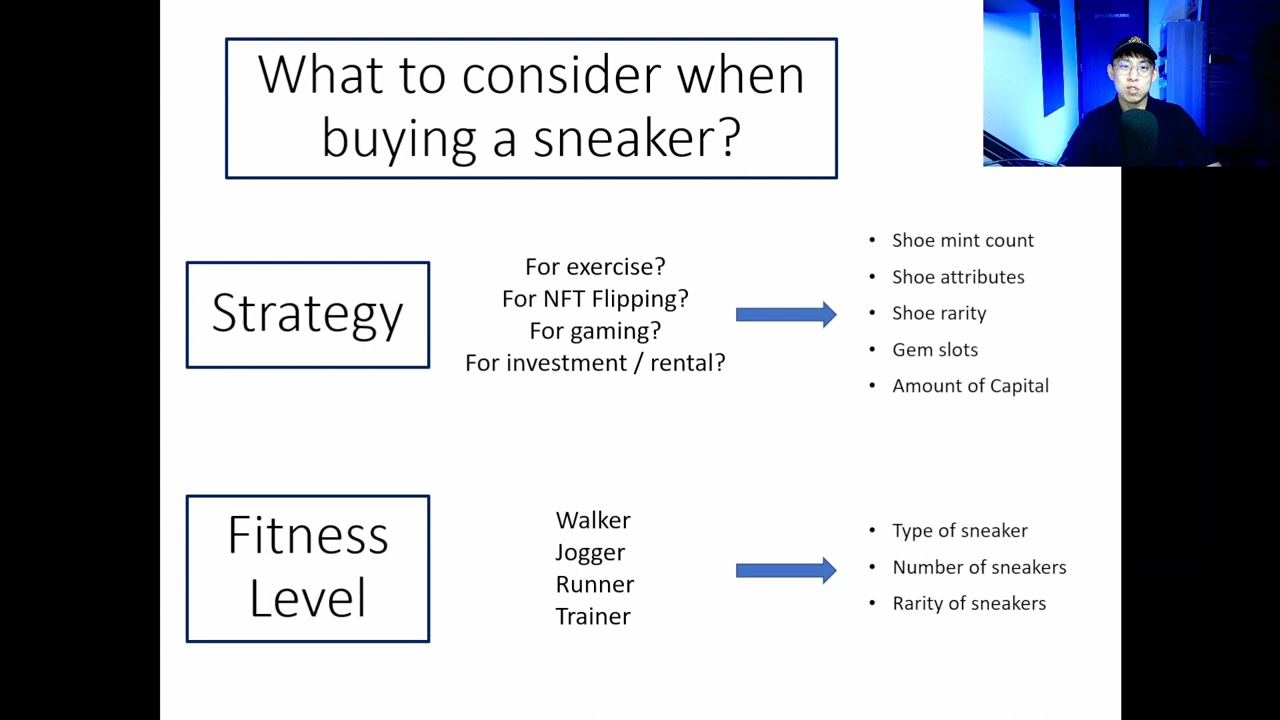 What to consider when
buying a sneaker?
Strategy
For exercise?
For NFT Flipping?
For gaming?
For investment / rental?
• Shoe mint count
• Shoe attributes
• Shoe rarity
• Gem slots
• Amount of Capital
Fitness
Level
Walker
Jogger
Runner
Trainer
• Type of sneaker
• Number of sneakers
• Rarity of sneakers